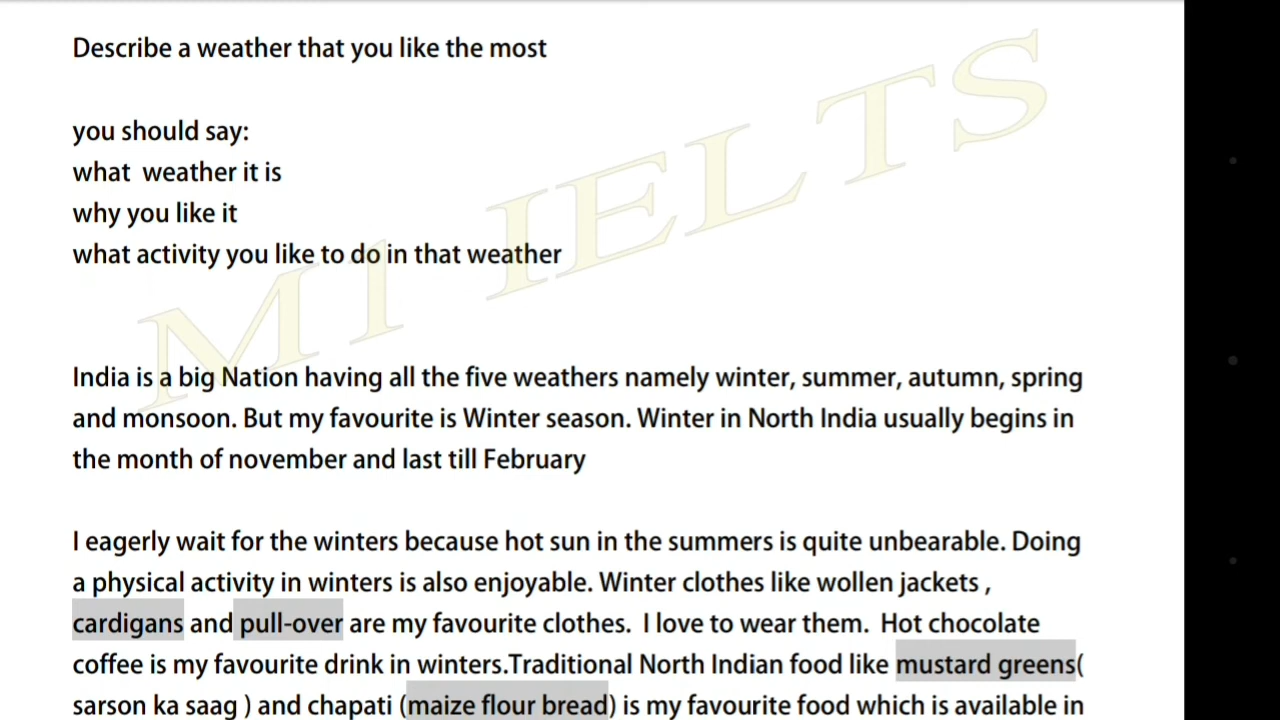 Describe a weather that you like the most
you should say:
what weather it is
why you like it
what activity you like to do in that weather
MI IELTS
India is a big Nation having all the five weathers namely winter, summer, autumn, spring
and monsoon. But my favourite is Winter season. Winter in North India usually begins in
the month of november and last till February
I eagerly wait for the winters because hot sun in the summers is quite unbearable. Doing
a physical activity in winters is also enjoyable. Winter clothes like wollen jackets ,
cardigans and pull-over are my favourite clothes. I love to wear them. Hot chocolate
coffee is my favourite drink in winters.Traditional North Indian food like mustard greens(
sarson ka saag ) and chapati (maize flour bread) is my favourite food which is available in